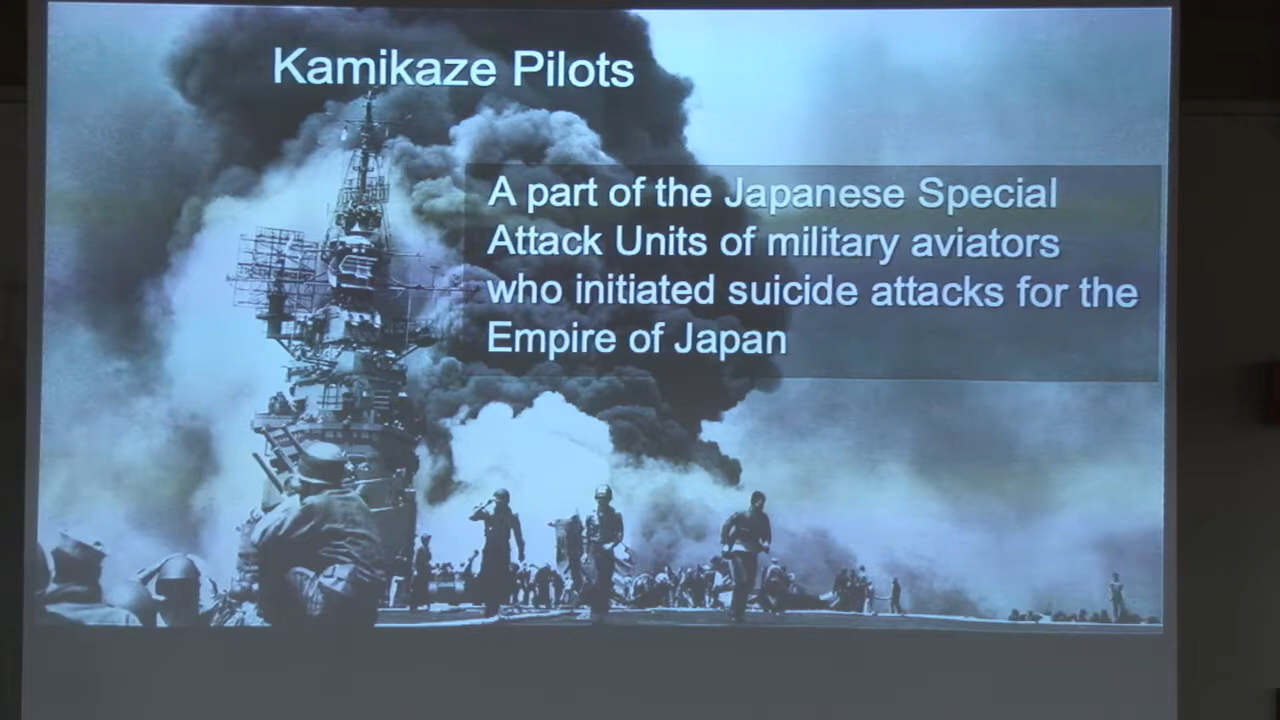 Kamikaze Pilots
A part of the Japanese Special
Attack Units of military aviators
who initiated suicide attacks for the
Empire of Japan